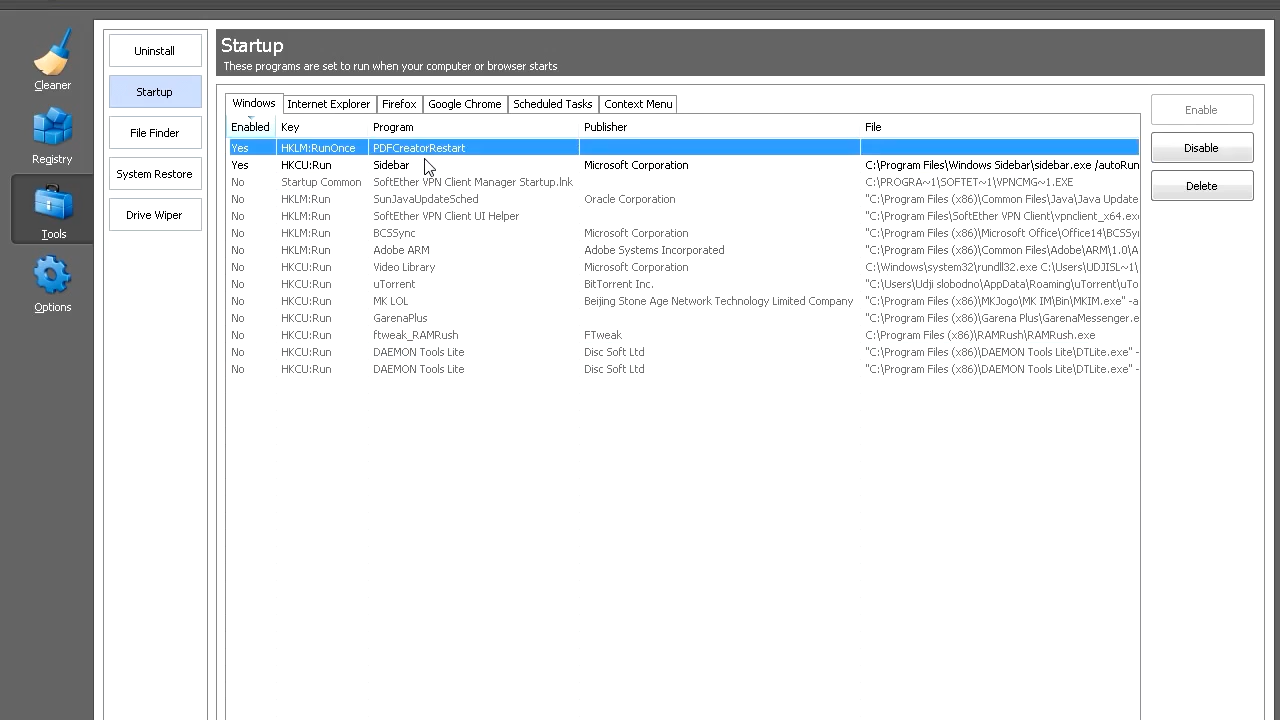 Cleaner
Registry
Tools
Options
Uninstall
Startup
File Finder
System Restore
Drive Wiper
Startup
These programs are set to run when your computer or browser starts
Windows Internet Explorer Firefox Google Chrome Scheduled Tasks Context Menu
Enabled Key Program Publisher File
Yes HKLM:RunOnce PDFCreatorRestart
Yes HKCU:Run Sidebar Microsoft Corporation C:\Program Files\Windows Sidebar\sidebar.exe /autoRun
No Startup Common SoftEther VPN Client Manager Startup.lnk C:\PROGRA~1\SOFTET~1\VPNCMG~1.EXE
No HKLM:Run SunJavaUpdateSched Oracle Corporation "C:\Program Files (x86)\Common Files\Java\Java Update
No HKLM:Run SoftEther VPN Client UI Helper "C:\Program Files\SoftEther VPN Client\vpnclient_x64.exe
No HKLM:Run BCSSync Microsoft Corporation "C:\Program Files (x86)\Microsoft Office\Office14\BCSSy
No HKLM:Run Adobe ARM Adobe Systems Incorporated "C:\Program Files (x86)\Common Files\Adobe\ARM\1.0\A
No HKCU:Run Video Library Microsoft Corporation C:\Windows\system32\rundll32.exe C:\Users\UDJISL~1\
No HKCU:Run uTorrent BitTorrent Inc. "C:\Users\Udji slobodno\AppData\Roaming\uTorrent\uTo
No HKCU:Run MK LOL Beijing Stone Age Network Technology Limited Company "C:\Program Files (x86)\MKJogo\MK IM\Bin\MKIM.exe" -a
No HKCU:Run GarenaPlus "C:\Program Files (x86)\Garena Plus\GarenaMessenger.e
No HKCU:Run ftweak_RAMRush FTweak C:\Program Files (x86)\RAMRush\RAMRush.exe
No HKCU:Run DAEMON Tools Lite Disc Soft Ltd "C:\Program Files (x86)\DAEMON Tools Lite\DTLite.exe" -
No HKCU:Run DAEMON Tools Lite Disc Soft Ltd "C:\Program Files (x86)\DAEMON Tools Lite\DTLite.exe" -
Enable
Disable
Delete